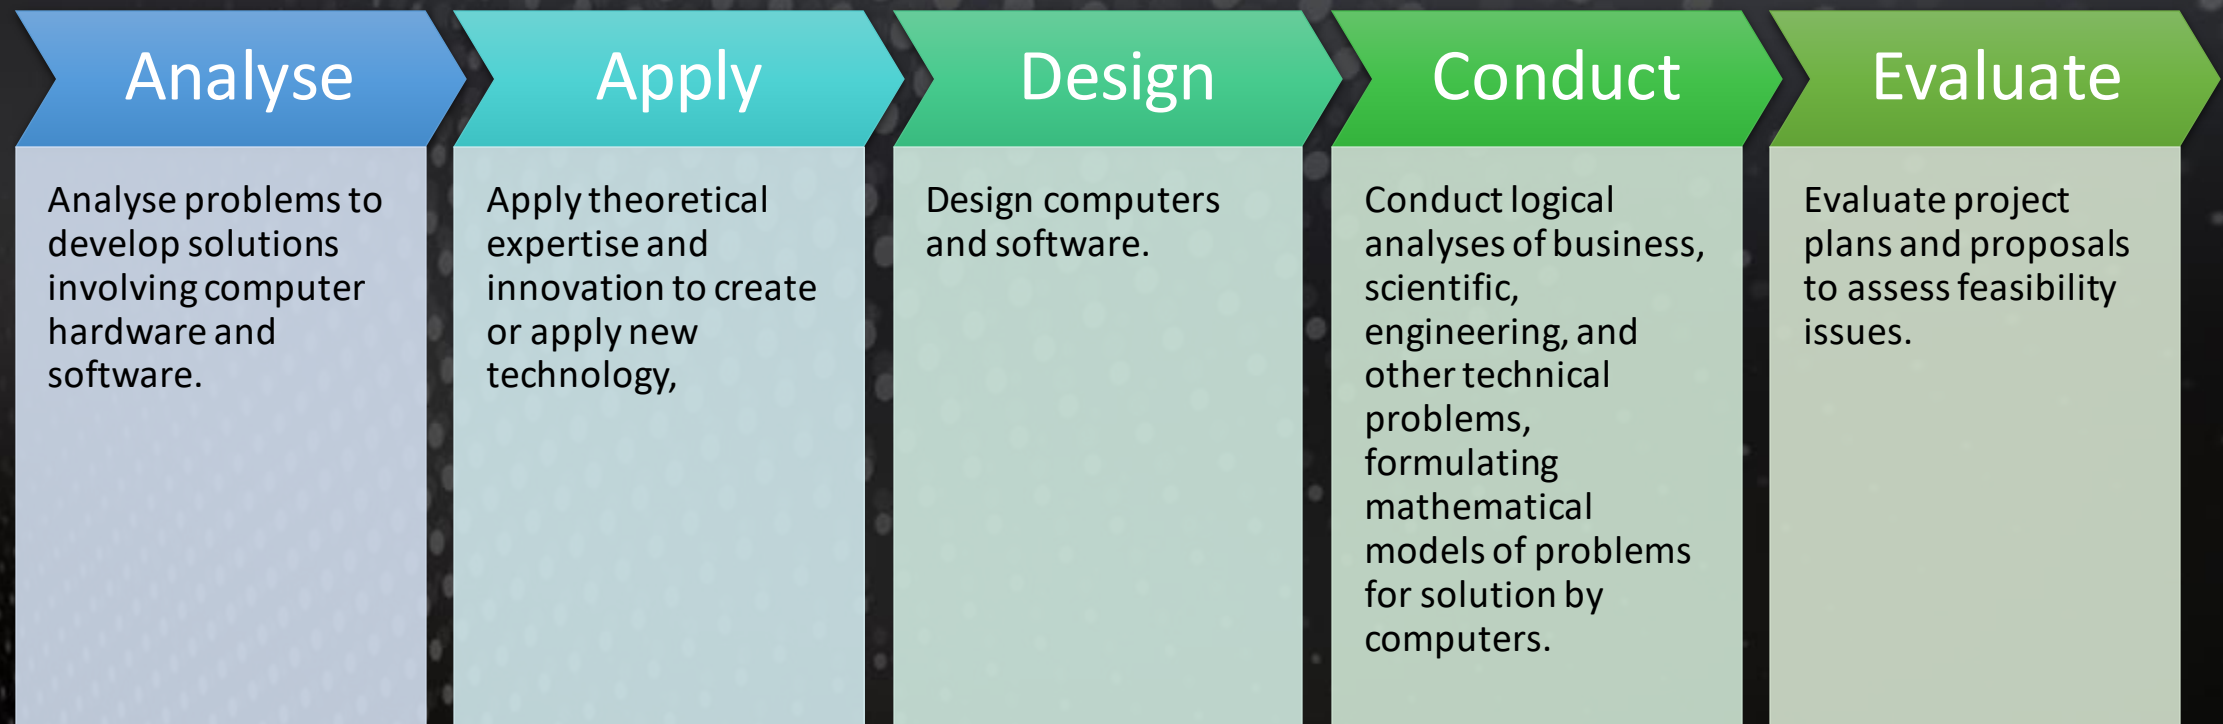 Analyse
Analyse problems to
develop solutions
involving computer
hardware and
software.
Apply
Apply theoretical
expertise and
innovation to create
or apply new
technology,
Design
Design computers
and software.
Conduct
Conduct logical
analyses of business,
scientific,
engineering, and
other technical
problems,
formulating
mathematical
models of problems
for solution by
computers.
Evaluate
Evaluate project
plans and proposals
to assess feasibility
issues.